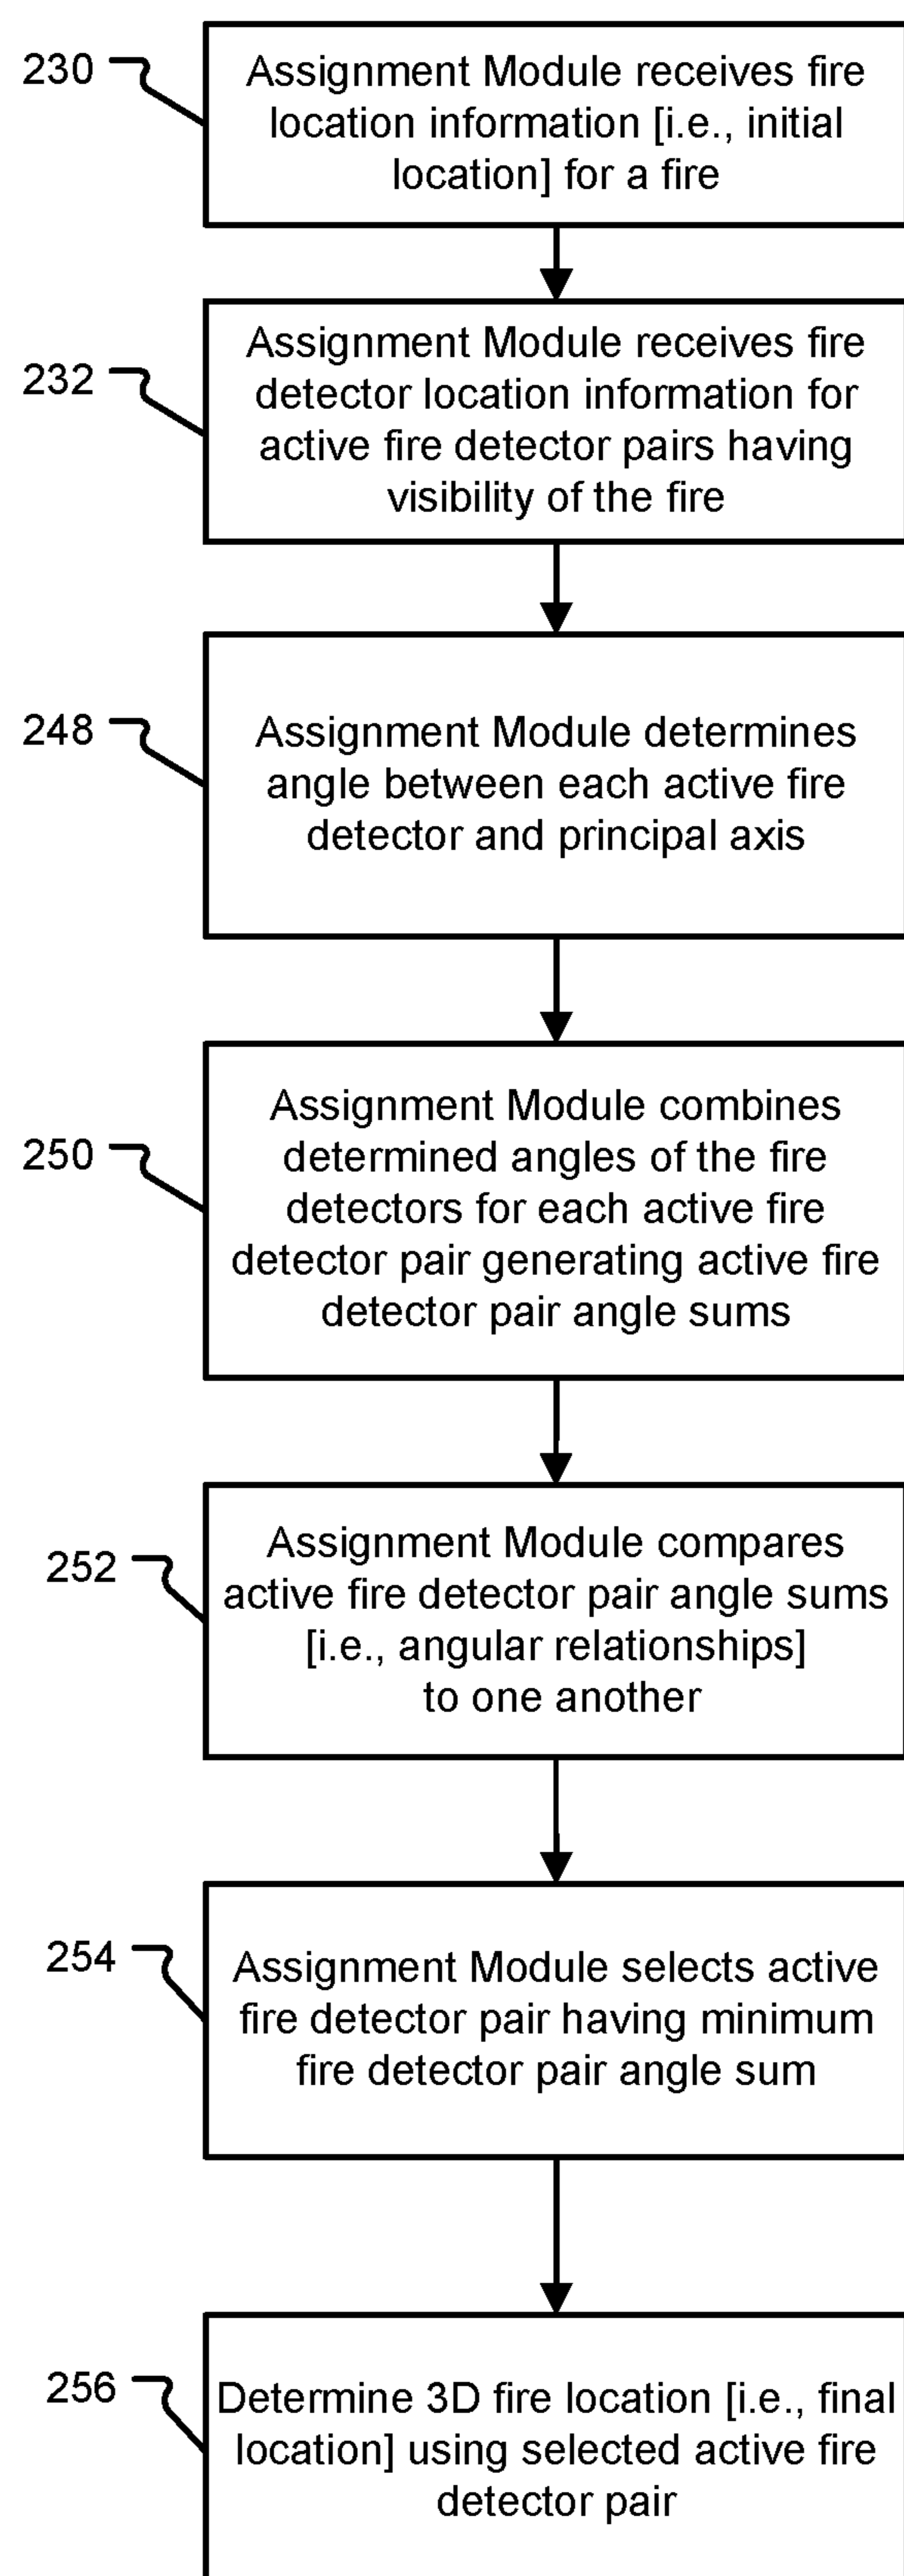 230
Assignment Module receives fire
location information [i.e., initial
location] for a fire
232
Assignment Module receives fire
detector location information for
active fire detector pairs having
visibility of the fire
248
Assignment Module determines
angle between each active fire
detector and principal axis
250
Assignment Module combines
determined angles of the fire
detectors for each active fire
detector pair generating active fire
detector pair angle sums
252
Assignment Module compares
active fire detector pair angle sums
[i.e., angular relationships]
to one another
254
Assignment Module selects active
fire detector pair having minimum
fire detector pair angle sum
256
Determine 3D fire location [i.e., final
location] using selected active fire
detector pair